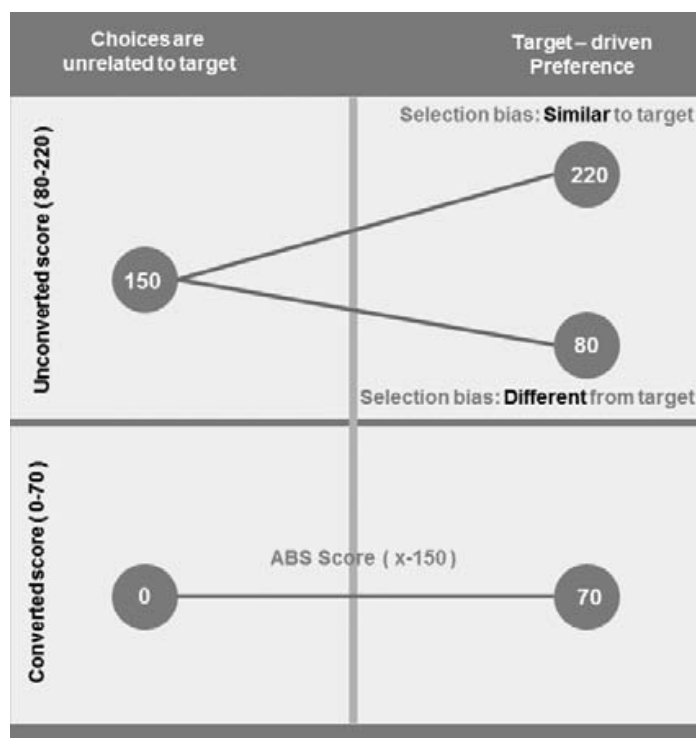 Choices are
unrelated to target
Target – driven
Preference
Unconverted score ( 80-220)
Selection bias: Similar to target
220
150
80
Selection bias: Different from target
Converted score ( 0-70 )
ABS Score ( x-150 )
0
70